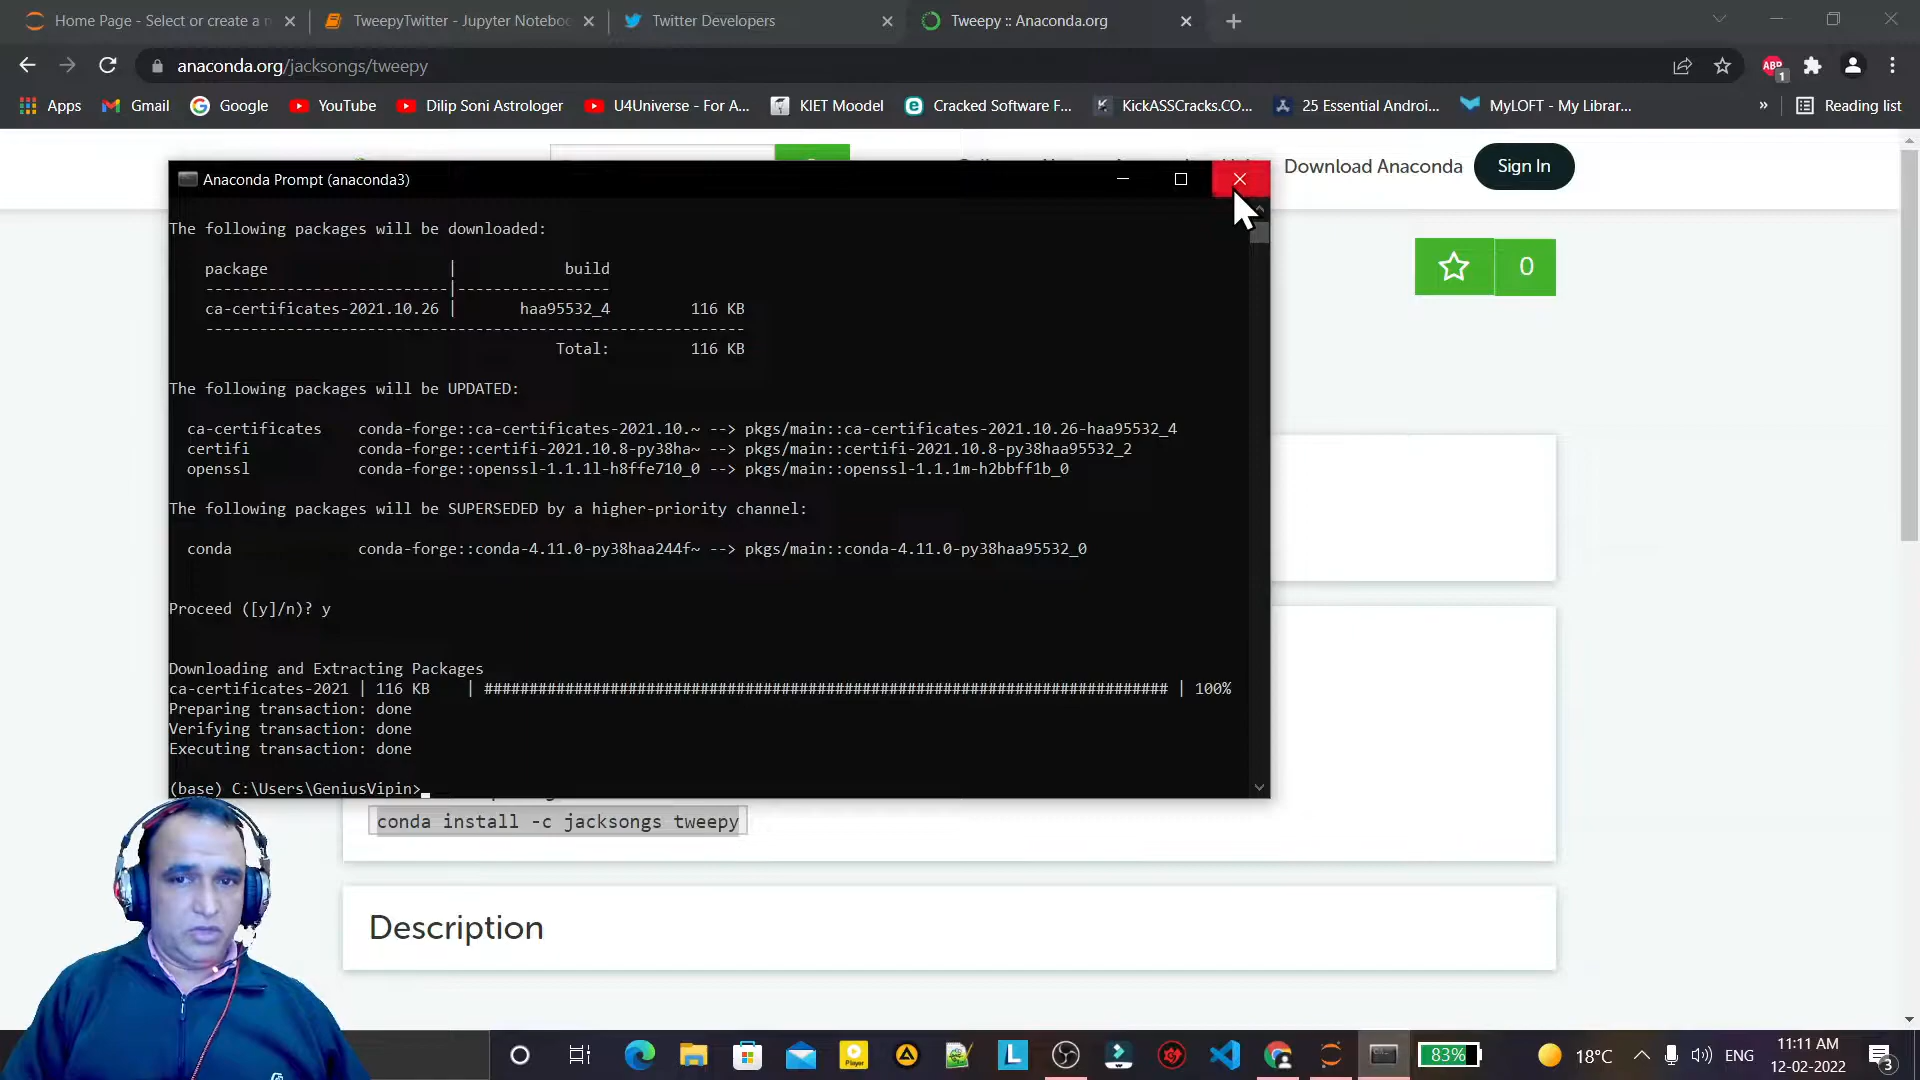 Home Page - Select or create a n
TweepyTwitter - Jupyter Noteboo
Twitter Developers
Tweepy :: Anaconda.org
anaconda.org/jacksongs/tweepy
ABP
1
Apps
Gmail
Google
YouTube
Dilip Soni Astrologer
U4Universe - For A...
KIET Moodel
Cracked Software F...
KickASSCracks.CO...
25 Essential Androi...
MyLOFT - My Librar...
»
Reading list
Download Anaconda
Sign In
0
Anaconda Prompt (anaconda3)
The following packages will be downloaded:
package | build
---------------------------|-----------------
ca-certificates-2021.10.26 | haa95532_4 116 KB
------------------------------------------------------------
Total: 116 KB
The following packages will be UPDATED:
ca-certificates conda-forge::ca-certificates-2021.10.~ --> pkgs/main::ca-certificates-2021.10.26-haa95532_4
certifi conda-forge::certifi-2021.10.8-py38ha~ --> pkgs/main::certifi-2021.10.8-py38haa95532_2
openssl conda-forge::openssl-1.1.1l-h8ffe710_0 --> pkgs/main::openssl-1.1.1m-h2bbff1b_0
The following packages will be SUPERSEDED by a higher-priority channel:
conda conda-forge::conda-4.11.0-py38haa244f~ --> pkgs/main::conda-4.11.0-py38haa95532_0
Proceed ([y]/n)? y
Downloading and Extracting Packages
ca-certificates-2021 | 116 KB | ############################################################################ | 100%
Preparing transaction: done
Verifying transaction: done
Executing transaction: done
(base) C:\Users\GeniusVipin>
conda install -c jacksongs tweepy
Description
Player
L
83%
18°C
ENG
11:11 AM
12-02-2022
3